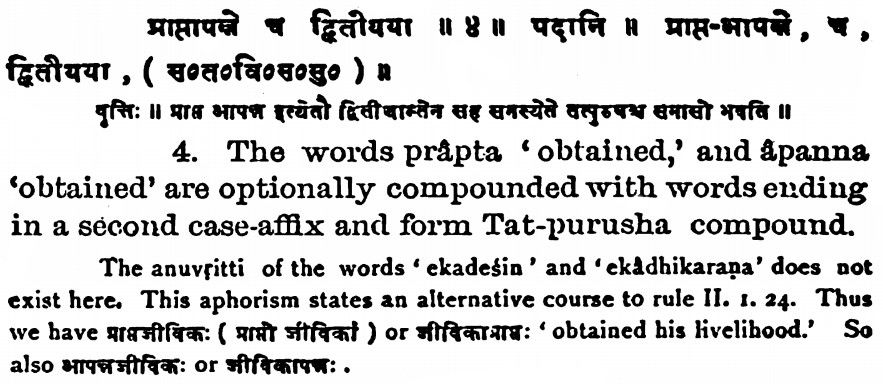 प्राप्तापन्ने च द्वितीयया ॥ ४ ॥ पदानि ॥ प्राप्त-आपन्ने , च ,
द्वितीयया , ( स०त०वि०स०सु० ) ॥
वृत्तिः ॥ प्राप्त आपन्न इत्येतौ द्वितीयान्तेन सह समस्येते तत्पुरुषश्च समासो भवति ॥
4. The words prâpta ‘ obtained,’ and âpanna
‘obtained’ are optionally compounded with words ending
in a second case-affix and form Tat-purusha compound.
The anuvṛitti of the words ‘ ekadeśin ’ and ‘ ekâdhikaraṇa’ does not
exist here. This aphorism states an alternative course to rule II. 1. 24. Thus
we have प्राप्तजीविकः ( प्राप्तो जीविकां ) or जीविकाप्राप्तः ‘ obtained his livelihood.’ So
also आपन्नजीविकः or जीविकापन्नः .